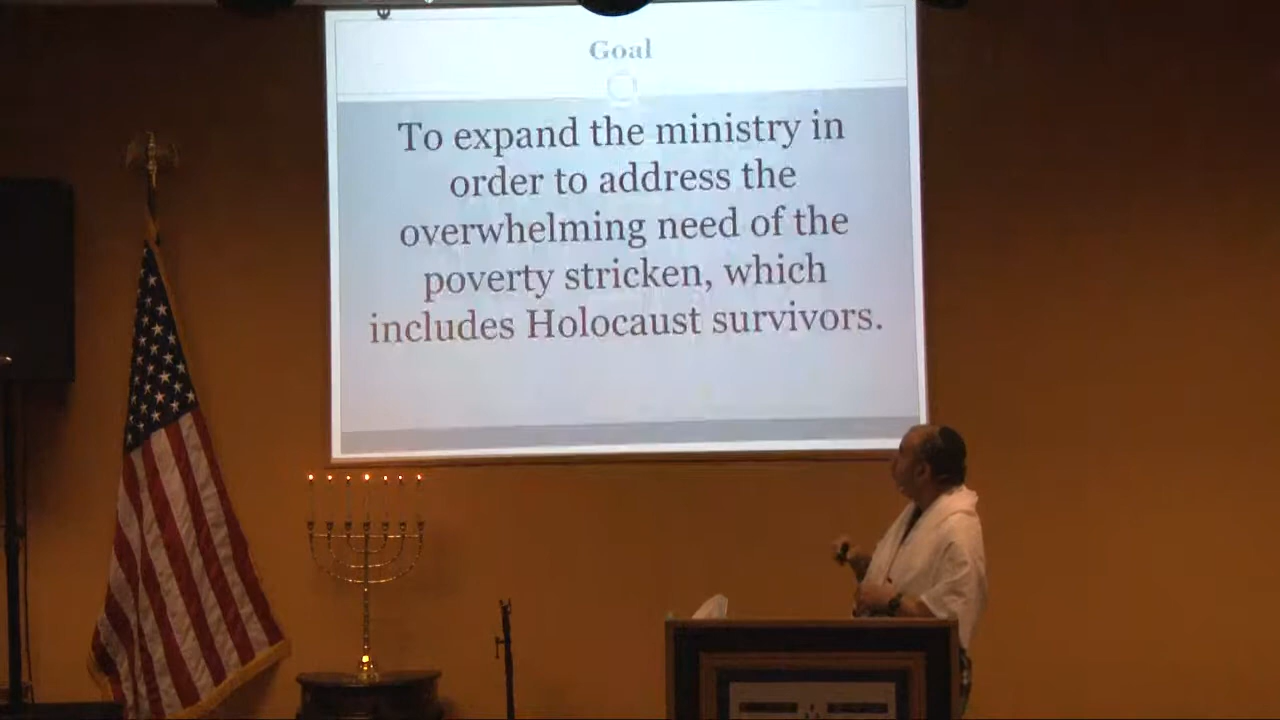 Goal
To expand the ministry in
order to address the
overwhelming need of the
poverty stricken, which
includes Holocaust survivors.